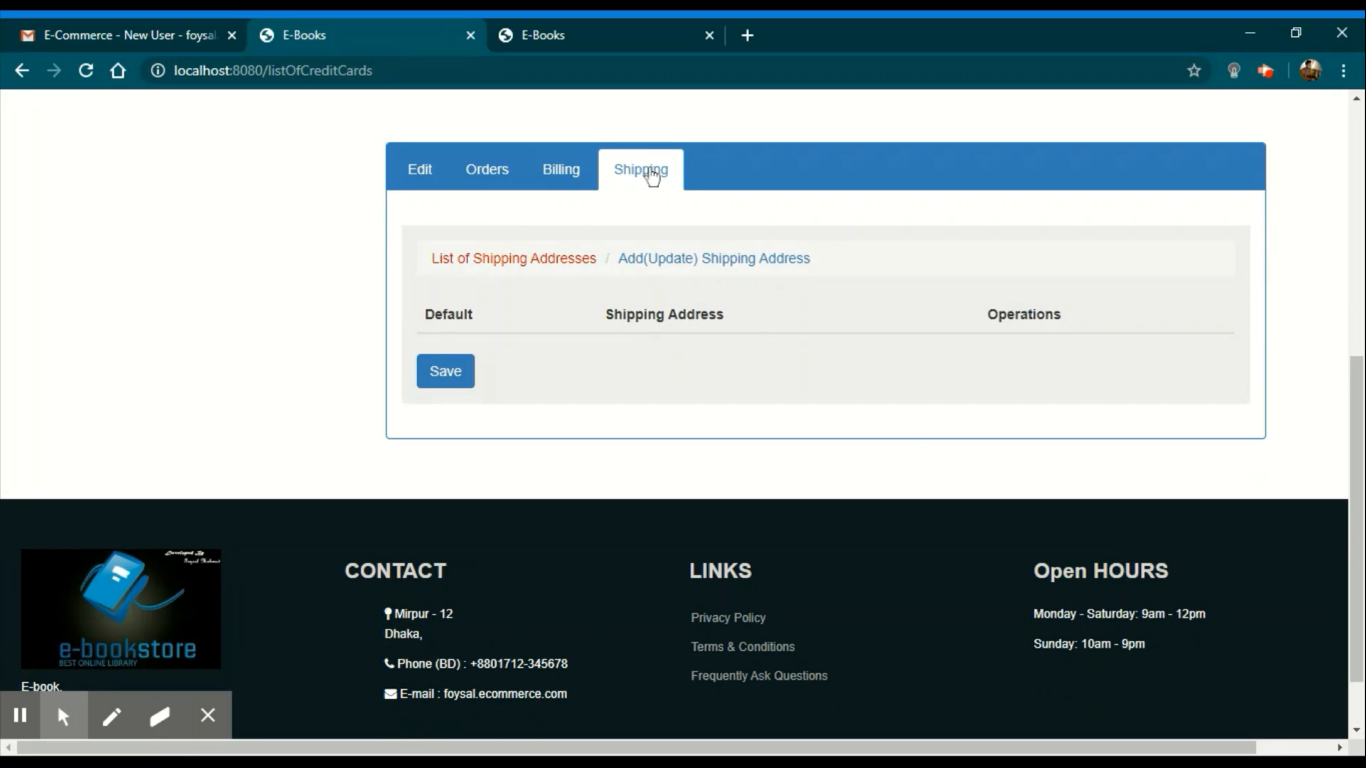 E-Commerce - New User - foysal
E-Books
E-Books
localhost:8080/listOfCreditCards
Edit Orders Billing Shipping
List of Shipping Addresses / Add(Update) Shipping Address
Default Shipping Address Operations
Save
Developed By
e-bookstore
BEST ONLINE LIBRARY
E-book.
CONTACT
Mirpur - 12
Dhaka,
Phone (BD) : +8801712-345678
E-mail : foysal.ecommerce.com
LINKS
Privacy Policy
Terms & Conditions
Frequently Ask Questions
Open HOURS
Monday - Saturday: 9am - 12pm
Sunday: 10am - 9pm